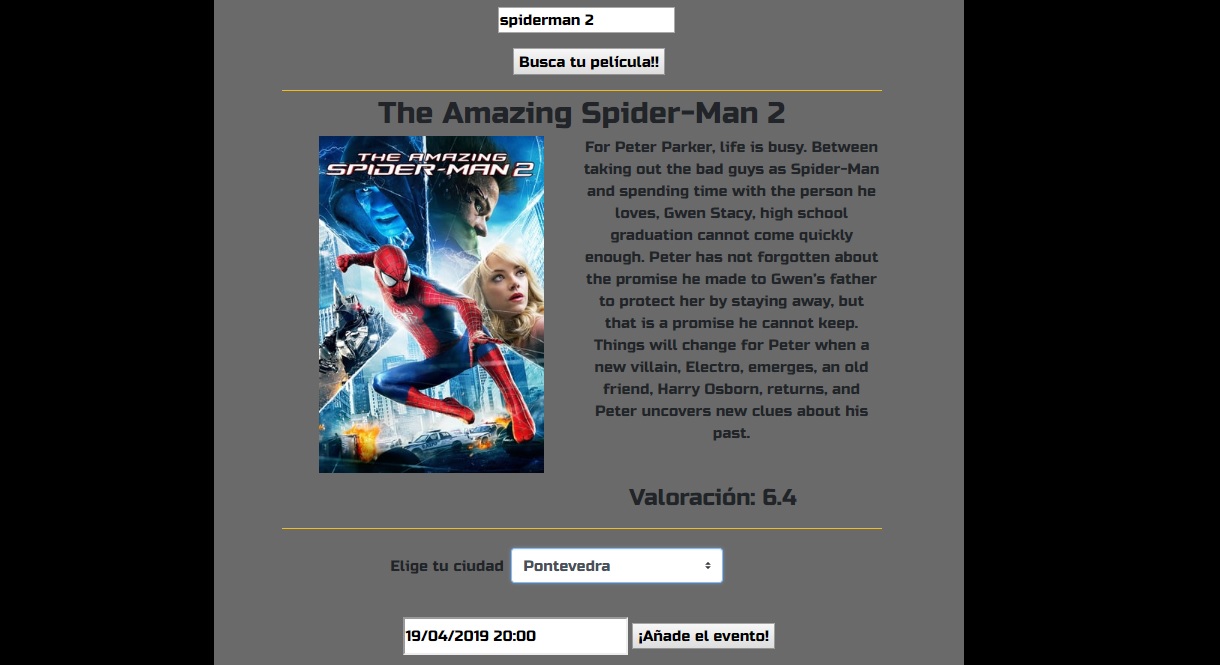 spiderman 2
Busca tu película!!
The Amazing Spider-Man 2
THE AMAZING
SPIDER-MAN 2
For Peter Parker, life is busy. Between
taking out the bad guys as Spider-Man
and spending time with the person he
loves, Gwen Stacy, high school
graduation cannot come quickly
enough. Peter has not forgotten about
the promise he made to Gwen's father
to protect her by staying away, but
that is a promise he cannot keep.
Things will change for Peter when a
new villain, Electro, emerges, an old
friend, Harry Osborn, returns, and
Peter uncovers new clues about his
past.
Valoración: 6.4
Elige tu ciudad Pontevedra
19/04/2019 20:00 ¡Añade el evento!